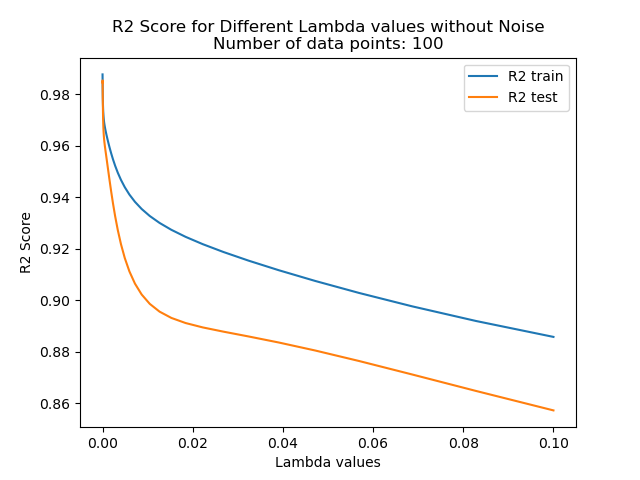 R2 Score for Different Lambda values without Noise
Number of data points: 100
R2 train
R2 test
R2 Score
0.98
0.96
0.94
0.92
0.90
0.88
0.86
0.00
0.02
0.04
0.06
0.08
0.10
Lambda values